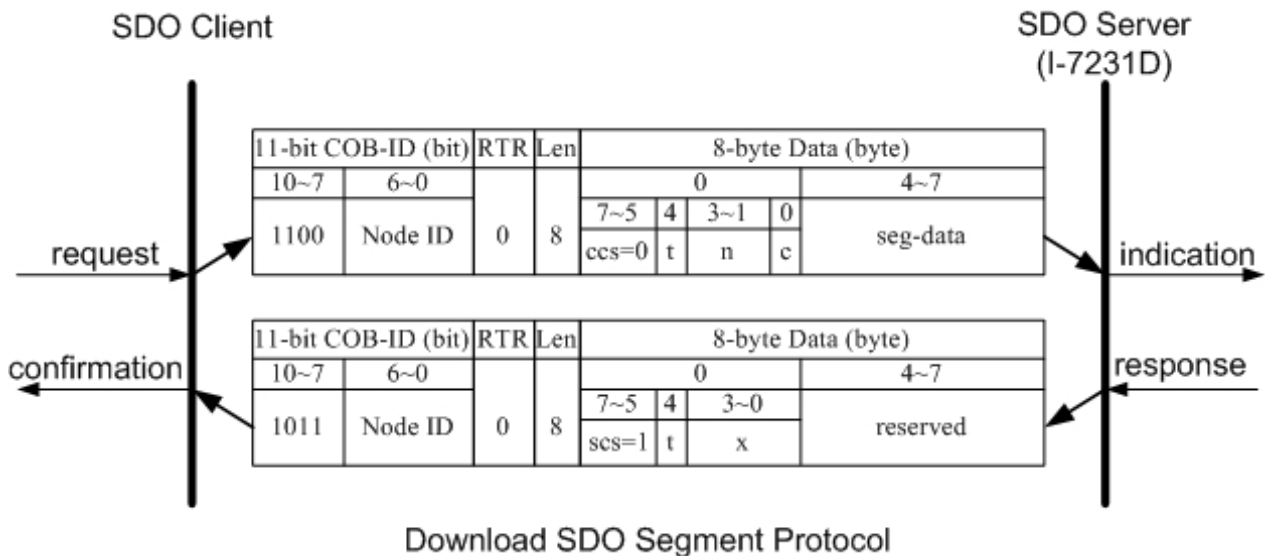 SDO Client
SDO Server
(I-7231D)
11-bit COB-ID (bit) RTR Len 8-byte Data (byte)
10~7 6~0 0 4~7
7~5 4 3~1 0
1100 Node ID 0 8 seg-data
ccs=0 t n c
request
indication
11-bit COB-ID (bit) RTR Len 8-byte Data (byte)
confirmation
response
10~7 6~0 0 4~7
7~5 4 3~0
1011 Node ID 0 8 reserved
scs=1 t x
Download SDO Segment Protocol